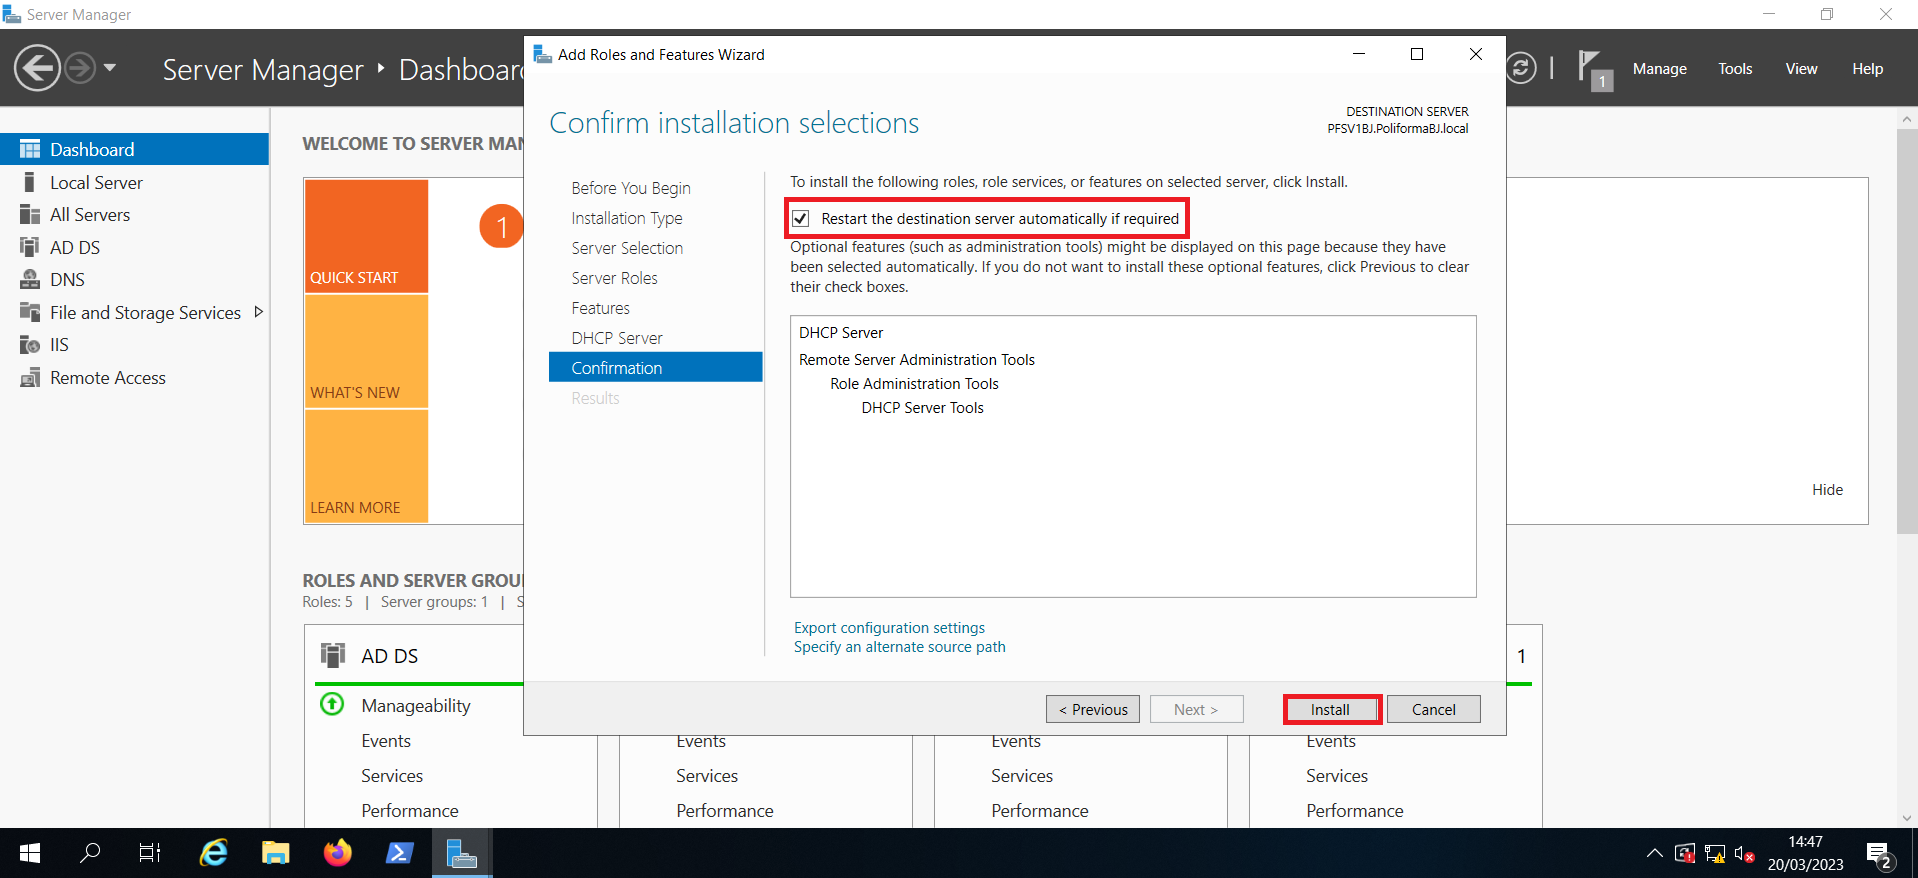 Server Manager
Server Manager
Dashboard
1
Manage
Tools
View
Help
Add Roles and Features Wizard
Confirm installation selections
DESTINATION SERVER
PFSV1BJ.PoliformaBJ.local
Before You Begin
Installation Type
Server Selection
Server Roles
Features
DHCP Server
Confirmation
Results
To install the following roles, role services, or features on selected server, click Install.
Restart the destination server automatically if required
Optional features (such as administration tools) might be displayed on this page because they have
been selected automatically. If you do not want to install these optional features, click Previous to clear
their check boxes.
DHCP Server
Remote Server Administration Tools
Role Administration Tools
DHCP Server Tools
Export configuration settings
Specify an alternate source path
< Previous
Next >
Install
Cancel
Dashboard
Local Server
All Servers
AD DS
DNS
File and Storage Services
IIS
Remote Access
WELCOME TO SERVER MAN
QUICK START
WHAT'S NEW
LEARN MORE
1
Hide
ROLES AND SERVER GROU
Roles: 5 | Server groups: 1 | S
AD DS
1
Manageability
Events
Services
Performance
Events
Services
Performance
Events
Services
Performance
Events
Services
Performance
14:47
20/03/2023
2